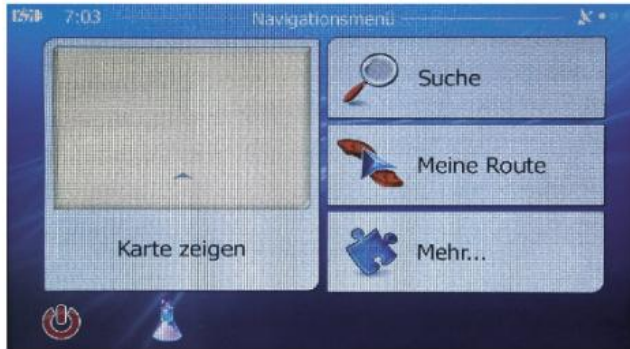 7:03
Navigationsmenü
Suche
Meine Route
Karte zeigen
Mehr...